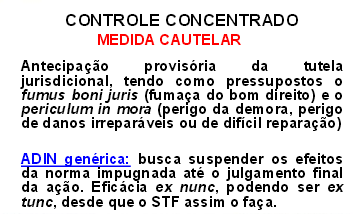 CONTROLE CONCENTRADO
MEDIDA CAUTELAR
Antecipação provisória da tutela
jurisdicional, tendo como pressupostos o
fumus boni juris (fumaça do bom direito) e o
periculum in mora (perigo da demora, perigo
de danos irreparáveis ou de difícil reparação)
ADIN genérica: busca suspender os efeitos
da norma impugnada até o julgamento final
da ação. Eficácia ex nunc, podendo ser ex
tunc, desde que o STF assim o faça.